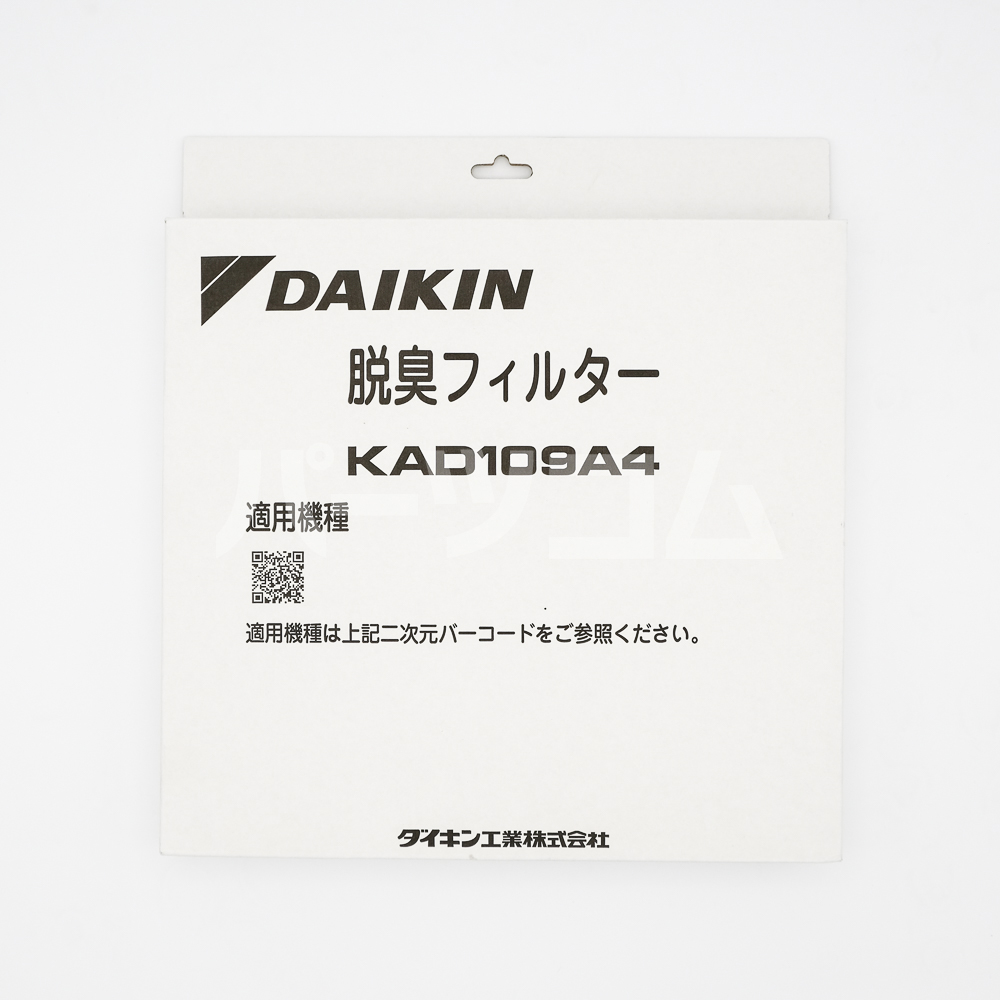 DAIKIN
脱臭フィルター
KAD109A4
パーツコム
適用機種
適用機種は上記二次元バーコードをご参照ください。
ダイキン工業株式会社